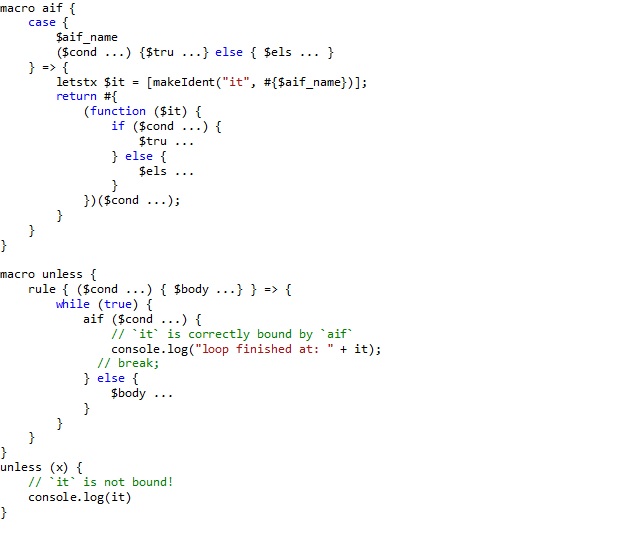 macro aif {
    case {
        $aif_name
        ($cond ...) {$tru ...} else { $els ... }
    } => {
        letstx $it = [makeIdent("it", #{$aif_name})];
        return #{
            (function ($it) {
                if ($cond ...) {
                    $tru ...
                } else {
                    $els ...
                }
            })($cond ...);
        }
    }
}
macro unless {
    rule { ($cond ...) { $body ...} } => {
        while (true) {
            aif ($cond ...) {
                // `it` is correctly bound by `aif`
                console.log("loop finished at: " + it);
              // break;
            } else {
                $body ...
            }
        }
    }
}
unless (x) {
    // `it` is not bound!
    console.log(it)
}